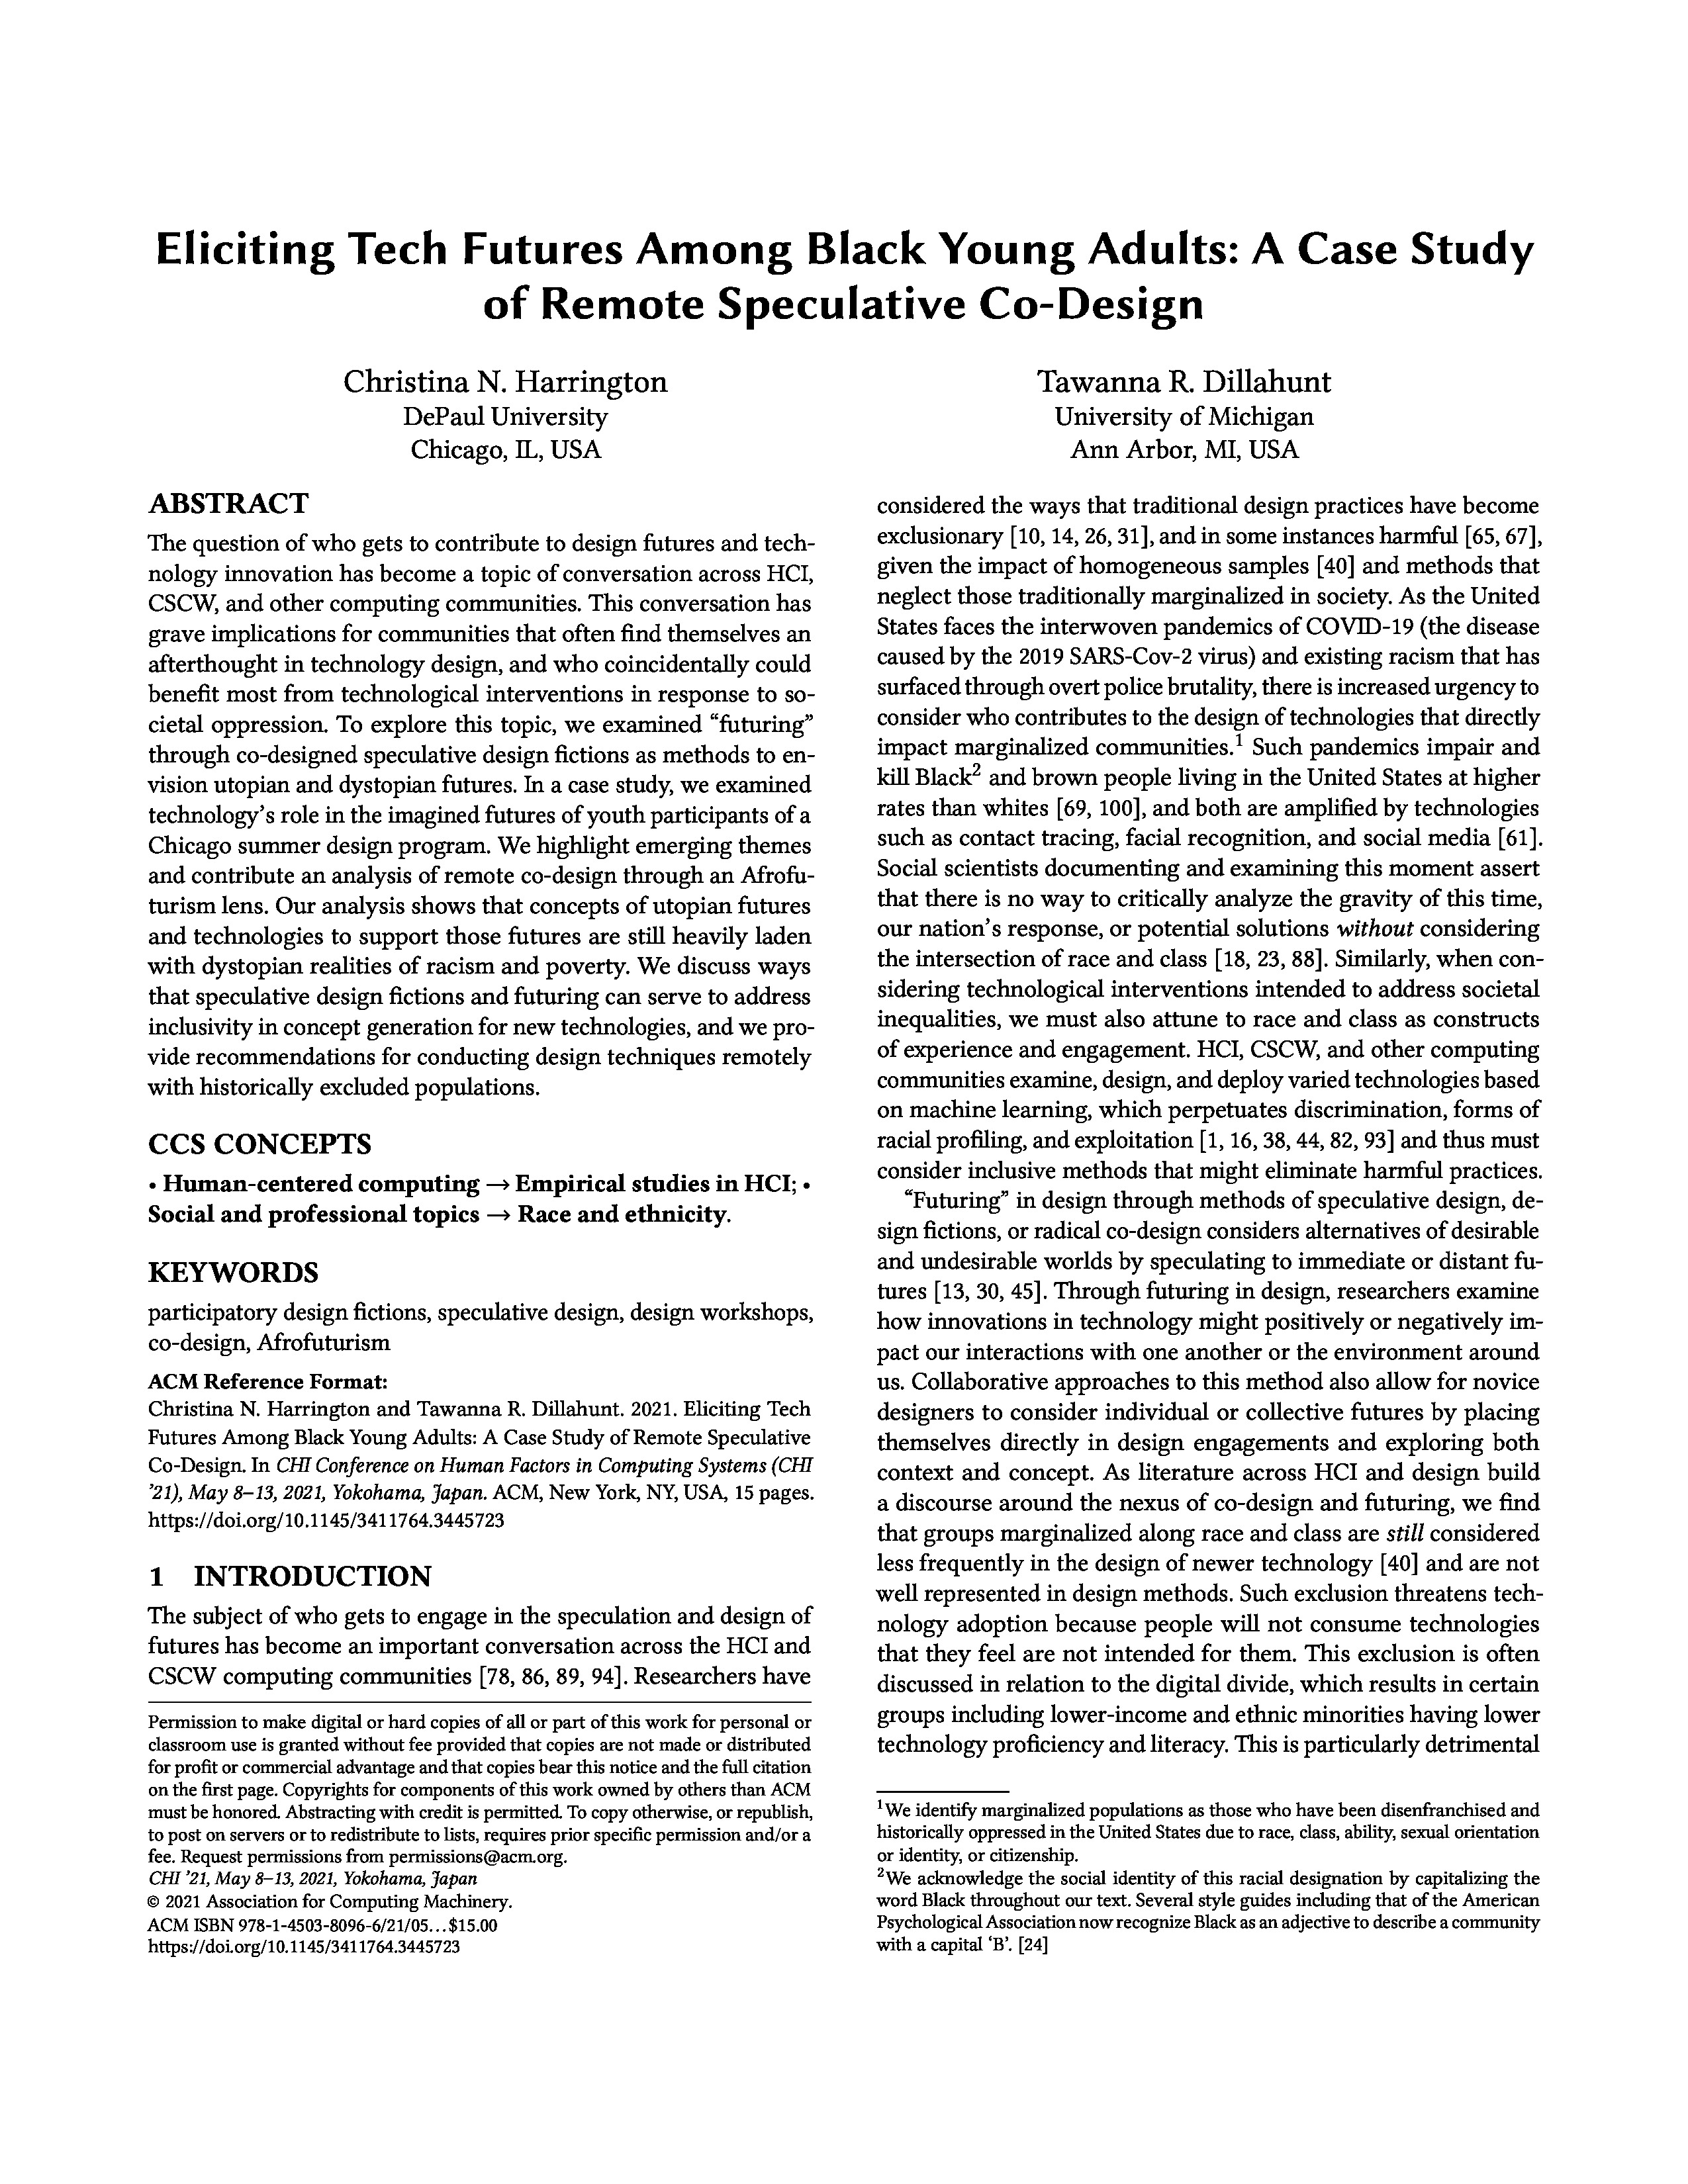 Eliciting Tech Futures Among Black Young Adults: A Case Study
of Remote Speculative Co-Design
Christina N. Harrington
DePaul University
Chicago, IL, USA
Tawanna R. Dillahunt
University of Michigan
Ann Arbor, MI, USA
ABSTRACT
The question of who gets to contribute to design futures and tech-
nology innovation has become a topic of conversation across HCI,
CSCW, and other computing communities. This conversation has
grave implications for communities that often find themselves an
afterthought in technology design, and who coincidentally could
benefit most from technological interventions in response to so-
cietal oppression. To explore this topic, we examined “futuring”
through co-designed speculative design fictions as methods to en-
vision utopian and dystopian futures. In a case study, we examined
technology’s role in the imagined futures of youth participants of a
Chicago summer design program. We highlight emerging themes
and contribute an analysis of remote co-design through an Afrofu-
turism lens. Our analysis shows that concepts of utopian futures
and technologies to support those futures are still heavily laden
with dystopian realities of racism and poverty. We discuss ways
that speculative design fictions and futuring can serve to address
inclusivity in concept generation for new technologies, and we pro-
vide recommendations for conducting design techniques remotely
with historically excluded populations.
CCS CONCEPTS
• Human-centered computing → Empirical studies in HCI; •
Social and professional topics → Race and ethnicity.
KEYWORDS
participatory design fictions, speculative design, design workshops,
co-design, Afrofuturism
ACM Reference Format:
Christina N. Harrington and Tawanna R. Dillahunt. 2021. Eliciting Tech
Futures Among Black Young Adults: A Case Study of Remote Speculative
Co-Design. In CHI Conference on Human Factors in Computing Systems (CHI
’21), May 8–13, 2021, Yokohama, Japan. ACM, New York, NY, USA, 15 pages.
https://doi.org/10.1145/3411764.3445723
1 INTRODUCTION
The subject of who gets to engage in the speculation and design of
futures has become an important conversation across the HCI and
CSCW computing communities [78, 86, 89, 94]. Researchers have
Permission to make digital or hard copies of all or part of this work for personal or
classroom use is granted without fee provided that copies are not made or distributed
for profit or commercial advantage and that copies bear this notice and the full citation
on the first page. Copyrights for components of this work owned by others than ACM
must be honored. Abstracting with credit is permitted. To copy otherwise, or republish,
to post on servers or to redistribute to lists, requires prior specific permission and/or a
fee. Request permissions from permissions@acm.org.
CHI ’21, May 8–13, 2021, Yokohama, Japan
© 2021 Association for Computing Machinery.
ACM ISBN 978-1-4503-8096-6/21/05…$15.00
https://doi.org/10.1145/3411764.3445723
considered the ways that traditional design practices have become
exclusionary [10, 14, 26, 31], and in some instances harmful [65, 67],
given the impact of homogeneous samples [40] and methods that
neglect those traditionally marginalized in society. As the United
States faces the interwoven pandemics of COVID-19 (the disease
caused by the 2019 SARS-Cov-2 virus) and existing racism that has
surfaced through overt police brutality, there is increased urgency to
consider who contributes to the design of technologies that directly
impact marginalized communities.¹ Such pandemics impair and
kill Black² and brown people living in the United States at higher
rates than whites [69, 100], and both are amplified by technologies
such as contact tracing, facial recognition, and social media [61].
Social scientists documenting and examining this moment assert
that there is no way to critically analyze the gravity of this time,
our nation’s response, or potential solutions without considering
the intersection of race and class [18, 23, 88]. Similarly, when con-
sidering technological interventions intended to address societal
inequalities, we must also attune to race and class as constructs
of experience and engagement. HCI, CSCW, and other computing
communities examine, design, and deploy varied technologies based
on machine learning, which perpetuates discrimination, forms of
racial profiling, and exploitation [1, 16, 38, 44, 82, 93] and thus must
consider inclusive methods that might eliminate harmful practices.
“Futuring” in design through methods of speculative design, de-
sign fictions, or radical co-design considers alternatives of desirable
and undesirable worlds by speculating to immediate or distant fu-
tures [13, 30, 45]. Through futuring in design, researchers examine
how innovations in technology might positively or negatively im-
pact our interactions with one another or the environment around
us. Collaborative approaches to this method also allow for novice
designers to consider individual or collective futures by placing
themselves directly in design engagements and exploring both
context and concept. As literature across HCI and design build
a discourse around the nexus of co-design and futuring, we find
that groups marginalized along race and class are still considered
less frequently in the design of newer technology [40] and are not
well represented in design methods. Such exclusion threatens tech-
nology adoption because people will not consume technologies
that they feel are not intended for them. This exclusion is often
discussed in relation to the digital divide, which results in certain
groups including lower-income and ethnic minorities having lower
technology proficiency and literacy. This is particularly detrimental
¹We identify marginalized populations as those who have been disenfranchised and
historically oppressed in the United States due to race, class, ability, sexual orientation
or identity, or citizenship.
²We acknowledge the social identity of this racial designation by capitalizing the
word Black throughout our text. Several style guides including that of the American
Psychological Association now recognize Black as an adjective to describe a community
with a capital ‘B’. [24]